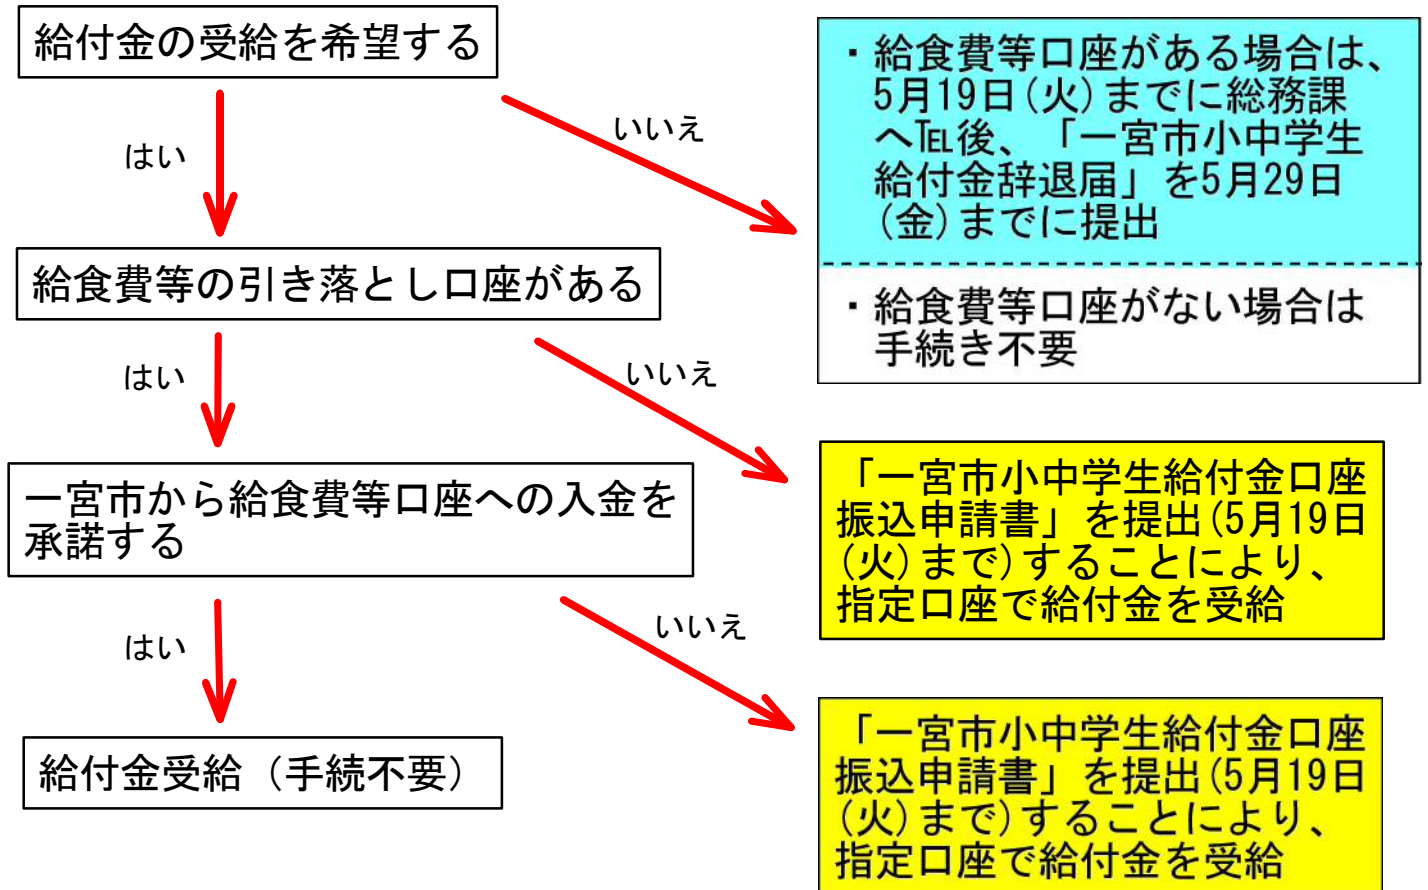 給付金の受給を希望する
はい
いいえ
・給食費等口座がある場合は、
5月19日(火)までに総務課
へ℡後、「一宮市小中学生
給付金辞退届」を5月29日
(金)までに提出
・給食費等口座がない場合は
手続き不要
給食費等の引き落とし口座がある
はい
いいえ
「一宮市小中学生給付金口座
振込申請書」を提出(5月19日
(火)まで)することにより、
指定口座で給付金を受給
一宮市から給食費等口座への入金を
承諾する
はい
いいえ
「一宮市小中学生給付金口座
振込申請書」を提出(5月19日
(火)まで)することにより、
指定口座で給付金を受給
給付金受給（手続不要）